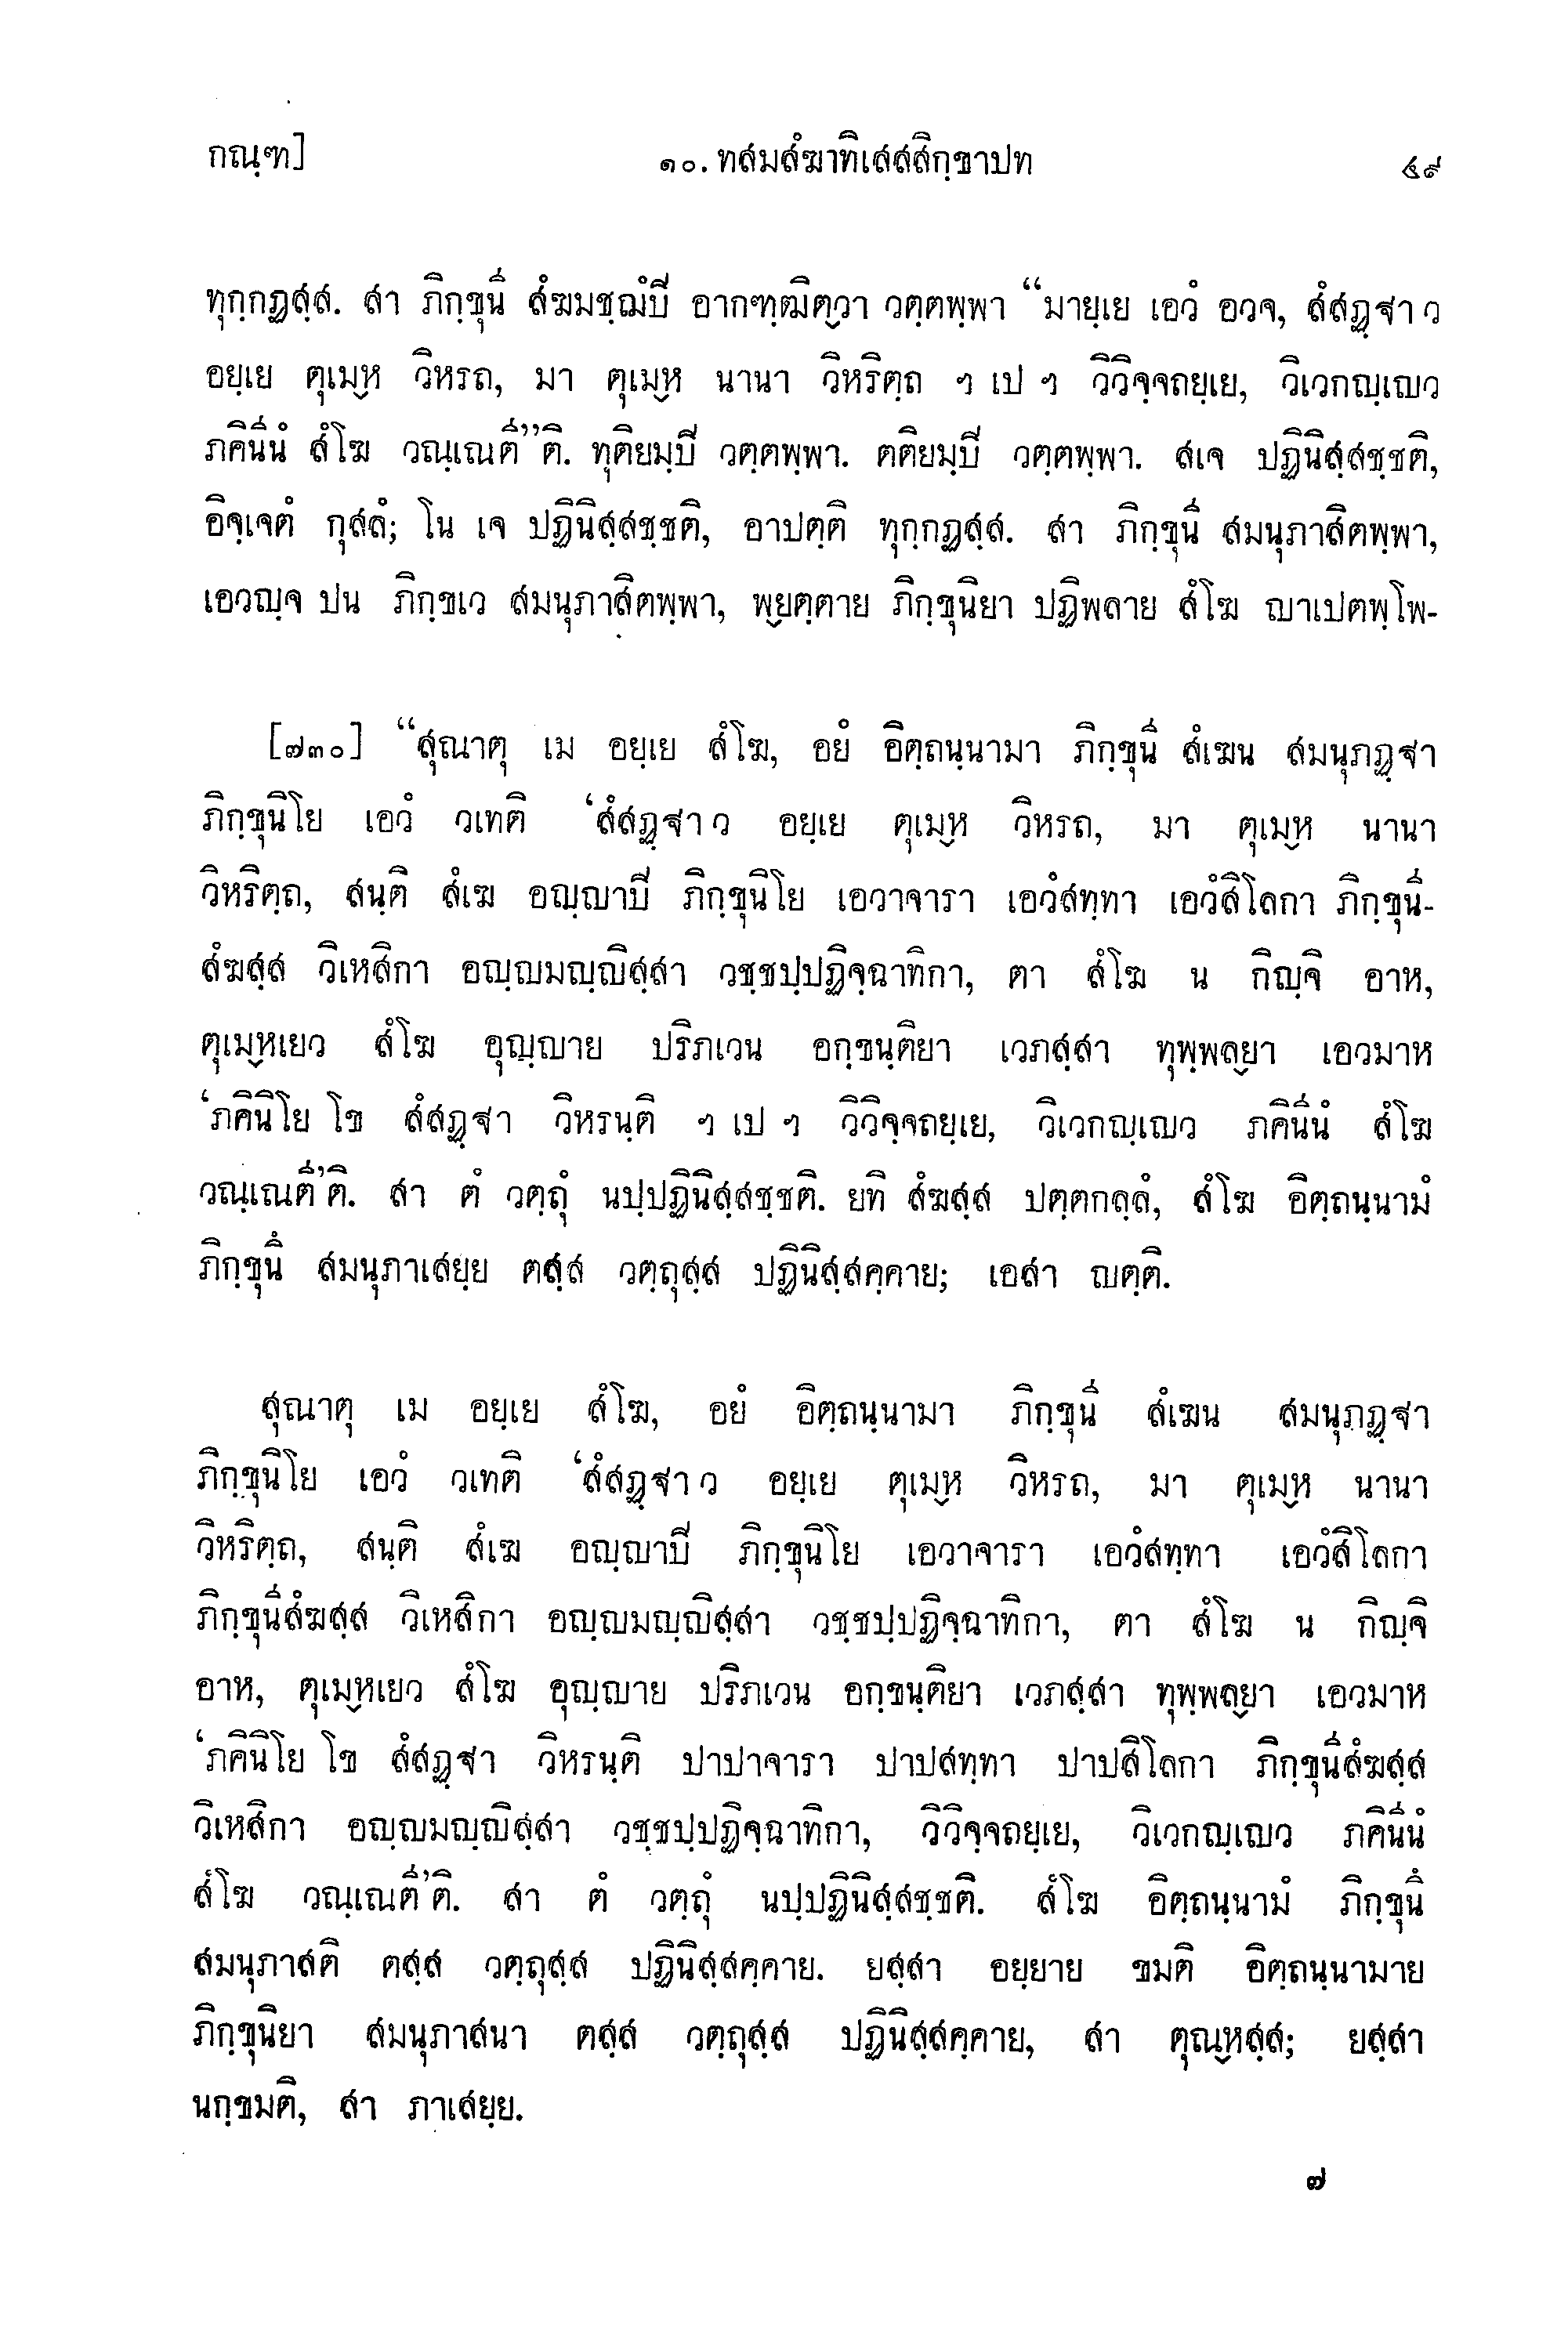 กณฺฑ] ๑๐. ทสมสํฆาทิเสสสิกฺขาปท ๕๙
ทุกฺกฏสฺส. สา ภิกฺขุนี สํฆมชฺฌํปิ อากฑฺฒิตฺวา วตฺตพฺพา “มายฺเย เอวํ อวจ, สํสฏฺฐา ว
อยฺเย ตุเมฺห วิหรถ, มา ตุเมฺห นานา วิหริตฺถ ฯ เป ฯ วิวิจฺจถยฺเย, วิเวกญฺเญว
ภคินีนํ สํโฆ วณฺเณตี”ติ. ทุติยมฺปิ วตฺตพฺพา. ตติยมฺปิ วตฺตพฺพา. สเจ ปฏินิสฺสชฺชติ,
อิจฺเจตํ กุสลํ; โน เจ ปฏินิสฺสชฺชติ, อาปตฺติ ทุกฺกฏสฺส. สา ภิกฺขุนี สมนุภาสิตพฺพา,
เอวญฺจ ปน ภิกฺขเว สมนุภาสิตพฺพา, พฺยตฺตาย ภิกฺขุนิยา ปฏิพลาย สํโฆ ญาเปตพฺโพ-
[๗๓๐] “สุณาตุ เม อยฺเย สํโฆ, อยํ อิตฺถนฺนามา ภิกฺขุนี สํเฆน สมนุภฏฺฐา
ภิกฺขุนิโย เอวํ วเทติ ‘สํสฏฺฐา ว อยฺเย ตุเมฺห วิหรถ, มา ตุเมฺห นานา
วิหริตฺถ, สนฺติ สํเฆ อญฺญาปิ ภิกฺขุนิโย เอวาจารา เอวํสทฺทา เอวํสิโลกา ภิกฺขุนี-
สํฆสฺส วิเหสิกา อญฺญมญฺญิสฺสา วชฺชปฺปฏิจฺฉาทิกา, ตา สํโฆ น กิญฺจิ อาห,
ตุเมฺหเยว สํโฆ อุญฺญาย ปริภเวน อกฺขนฺติยา เวภสฺสา ทุพฺพลฺยา เอวมาห
‘ภคินิโย โข สํสฏฺฐา วิหรนฺติ ฯ เป ฯ วิวิจฺจถยฺเย, วิเวกญฺเญว ภคินีนํ สํโฆ
วณฺเณตี’ติ. สา ตํ วตฺถุํ นปฺปฏินิสฺสชฺชติ. ยทิ สํฆสฺส ปตฺตกลฺลํ, สํโฆ อิตฺถนฺนามํ
ภิกฺขุนึ สมนุภาเสยฺย ตสฺส วตฺถุสฺส ปฏินิสฺสคฺคาย; เอสา ญตฺติ.
สุณาตุ เม อยฺเย สํโฆ, อยํ อิตฺถนฺนามา ภิกฺขุนี สํเฆน สมนุภฏฺฐา
ภิกฺขุนิโย เอวํ วเทติ ‘สํสฏฺฐา ว อยฺเย ตุเมฺห วิหรถ, มา ตุเมฺห นานา
วิหริตฺถ, สนฺติ สํเฆ อญฺญาปิ ภิกฺขุนิโย เอวาจารา เอวํสทฺทา เอวํสิโลกา
ภิกฺขุนีสํฆสฺส วิเหสิกา อญฺญมญฺญิสฺสา วชฺชปฺปฏิจฺฉาทิกา, ตา สํโฆ น กิญฺจิ
อาห, ตุเมฺหเยว สํโฆ อุญฺญาย ปริภเวน อกฺขนฺติยา เวภสฺสา ทุพฺพลฺยา เอวมาห
‘ภคินิโย โข สํสฏฺฐา วิหรนฺติ ปาปาจารา ปาปสทฺทา ปาปสิโลกา ภิกฺขุนีสํฆสฺส
วิเหสิกา อญฺญมญฺญิสฺสา วชฺชปฺปฏิจฺฉาทิกา, วิวิจฺจถยฺเย, วิเวกญฺเญว ภคินีนํ
สํโฆ วณฺเณตี’ติ. สา ตํ วตฺถุํ นปฺปฏินิสฺสชฺชติ. สํโฆ อิตฺถนฺนามํ ภิกฺขุนึ
สมนุภาสติ ตสฺส วตฺถุสฺส ปฏินิสฺสคฺคาย. ยสฺสา อยฺยาย ขมติ อิตฺถนฺนามาย
ภิกฺขุนิยา สมนุภาสนา ตสฺส วตฺถุสฺส ปฏินิสฺสคฺคาย, สา ตุณฺหสฺส; ยสฺสา
นกฺขมติ, สา ภาเสยฺย.
๗